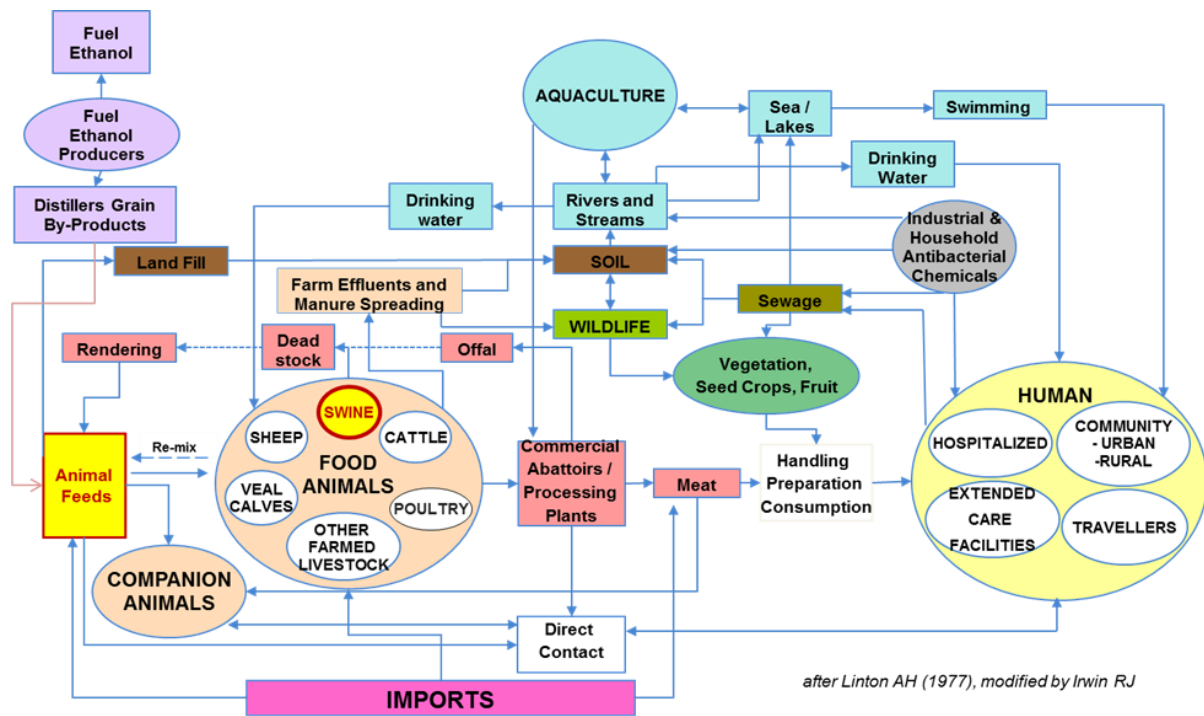 Fuel
Ethanol
Fuel
Ethanol
Producers
Distillers Grain
By-Products
AQUACULTURE
Sea /
Lakes
Swimming
Drinking
Water
Drinking
water
Rivers and
Streams
Industrial &
Household
Antibacterial
Chemicals
Land Fill
SOIL
Farm Effluents and
Manure Spreading
Sewage
WILDLIFE
Rendering
Dead
stock
Offal
Vegetation,
Seed Crops, Fruit
SWINE
SHEEP
CATTLE
FOOD
ANIMALS
VEAL
CALVES
POULTRY
OTHER
FARMED
LIVESTOCK
Re-mix
Animal
Feeds
Commercial
Abattoirs /
Processing
Plants
Meat
Handling
Preparation
Consumption
HUMAN
HOSPITALIZED
COMMUNITY
- URBAN
-RURAL
EXTENDED
CARE
FACILITIES
TRAVELLERS
COMPANION
ANIMALS
Direct
Contact
IMPORTS
after Linton AH (1977), modified by Irwin RJ